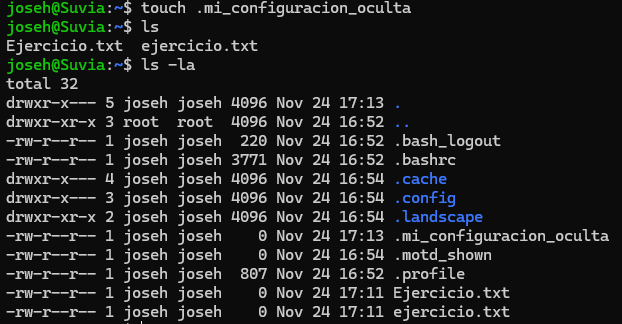 joseh@Suvia:~$ touch .mi_configuracion_oculta
joseh@Suvia:~$ ls
Ejercicio.txt  ejercicio.txt
joseh@Suvia:~$ ls -la
total 32
drwxr-x--- 5 joseh joseh 4096 Nov 24 17:13 .
drwxr-xr-x 3 root  root  4096 Nov 24 16:52 ..
-rw-r--r-- 1 joseh joseh  220 Nov 24 16:52 .bash_logout
-rw-r--r-- 1 joseh joseh 3771 Nov 24 16:52 .bashrc
drwxr-x--- 4 joseh joseh 4096 Nov 24 16:54 .cache
drwxr-x--- 3 joseh joseh 4096 Nov 24 16:54 .config
drwxr-xr-x 2 joseh joseh 4096 Nov 24 16:54 .landscape
-rw-r--r-- 1 joseh joseh    0 Nov 24 17:13 .mi_configuracion_oculta
-rw-r--r-- 1 joseh joseh    0 Nov 24 16:54 .motd_shown
-rw-r--r-- 1 joseh joseh  807 Nov 24 16:52 .profile
-rw-r--r-- 1 joseh joseh    0 Nov 24 17:11 Ejercicio.txt
-rw-r--r-- 1 joseh joseh    0 Nov 24 17:11 ejercicio.txt